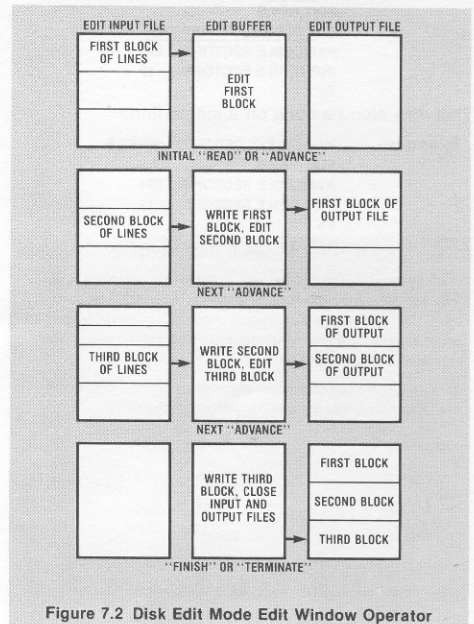 EDIT INPUT FILE EDIT BUFFER EDIT OUTPUT FILE
FIRST BLOCK
OF LINES
EDIT
FIRST
BLOCK
INITIAL "READ" OR "ADVANCE"
SECOND BLOCK
OF LINES
WRITE FIRST
BLOCK, EDIT
SECOND BLOCK
FIRST BLOCK OF
OUTPUT FILE
NEXT "ADVANCE"
THIRD BLOCK
OF LINES
WRITE SECOND
BLOCK, EDIT
THIRD BLOCK
FIRST BLOCK
OF OUTPUT
SECOND BLOCK
OF OUTPUT
NEXT "ADVANCE"
WRITE THIRD
BLOCK, CLOSE
INPUT AND
OUTPUT FILES
FIRST BLOCK
SECOND BLOCK
THIRD BLOCK
"FINISH" OR "TERMINATE"
Figure 7.2 Disk Edit Mode Edit Window Operator